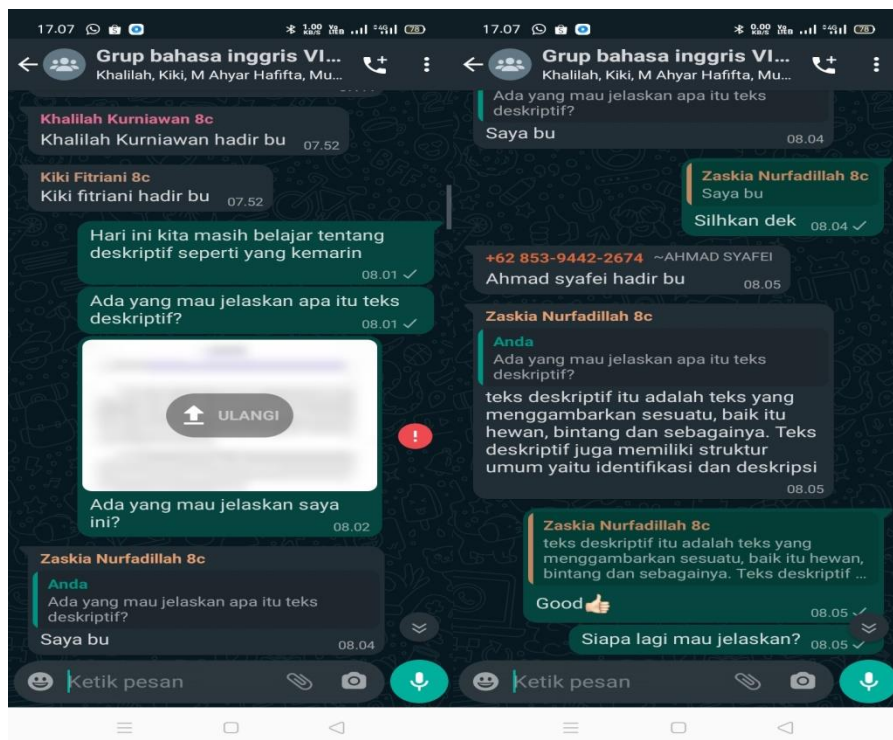 17.07
1.00 KB/S
78
Grup bahasa inggris VI...
Khalilah, Kiki, M Ahyar Hafifta, Mu...
Khalilah Kurniawan 8c
Khalilah Kurniawan hadir bu 07.52
Kiki Fitriani 8c
Kiki fitriani hadir bu 07.52
Hari ini kita masih belajar tentang
deskriptif seperti yang kemarin
08.01
Ada yang mau jelaskan apa itu teks
deskriptif?
08.01
ULANGI
Ada yang mau jelaskan saya
ini?
08.02
Zaskia Nurfadillah 8c
Anda
Ada yang mau jelaskan apa itu teks
deskriptif?
Saya bu 08.04
Ketik pesan
17.07
0.00 KB/S
78
Grup bahasa inggris VI...
Khalilah, Kiki, M Ahyar Hafifta, Mu...
Ada yang mau jelaskan apa itu teks
deskriptif?
Saya bu 08.04
Zaskia Nurfadillah 8c
Saya bu
Silhkan dek 08.04
+62 853-9442-2674 ~AHMAD SYAFEI
Ahmad syafei hadir bu 08.05
Zaskia Nurfadillah 8c
Anda
Ada yang mau jelaskan apa itu teks
deskriptif?
teks deskriptif itu adalah teks yang
menggambarkan sesuatu, baik itu
hewan, bintang dan sebagainya. Teks
deskriptif juga memiliki struktur
umum yaitu identifikasi dan deskripsi
08.05
Zaskia Nurfadillah 8c
teks deskriptif itu adalah teks yang
menggambarkan sesuatu, baik itu hewan,
bintang dan sebagainya. Teks deskriptif ...
Good👍🏻 08.05
Siapa lagi mau jelaskan? 08.05
Ketik pesan